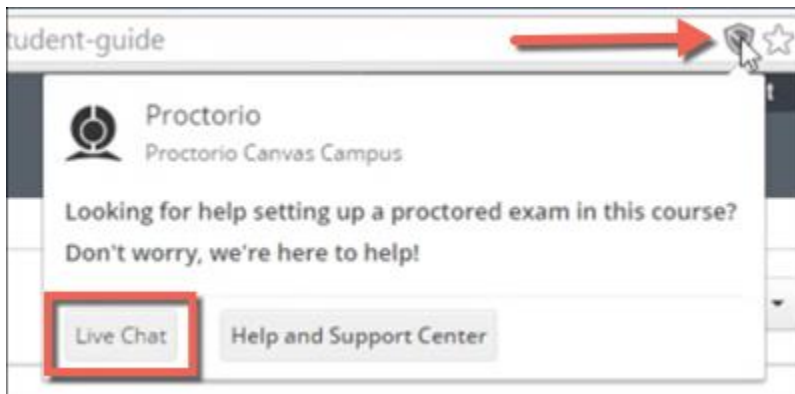 tudent-guide
Proctorio
Proctorio Canvas Campus
Looking for help setting up a proctored exam in this course?
Don't worry, we're here to help!
Live Chat
Help and Support Center